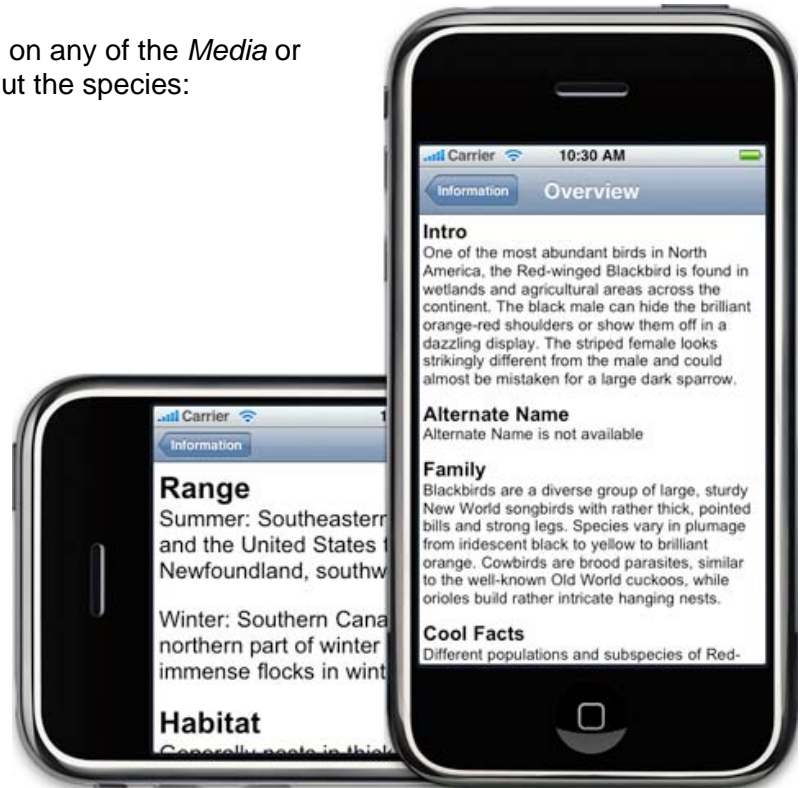 on any of the Media or
ut the species:
Carrier 10:30 AM
Information Overview
Intro
One of the most abundant birds in North
America, the Red-winged Blackbird is found in
wetlands and agricultural areas across the
continent. The black male can hide the brilliant
orange-red shoulders or show them off in a
dazzling display. The striped female looks
strikingly different from the male and could
almost be mistaken for a large dark sparrow.
Alternate Name
Alternate Name is not available
Family
Blackbirds are a diverse group of large, sturdy
New World songbirds with rather thick, pointed
bills and strong legs. Species vary in plumage
from iridescent black to yellow to brilliant
orange. Cowbirds are brood parasites, similar
to the well-known Old World cuckoos, while
orioles build rather intricate hanging nests.
Cool Facts
Different populations and subspecies of Red-
Carrier 1
Information
Range
Summer: Southeastern
and the United States
Newfoundland, southw
Winter: Southern Cana
northern part of winter
immense flocks in wint
Habitat
Generally nests in thick